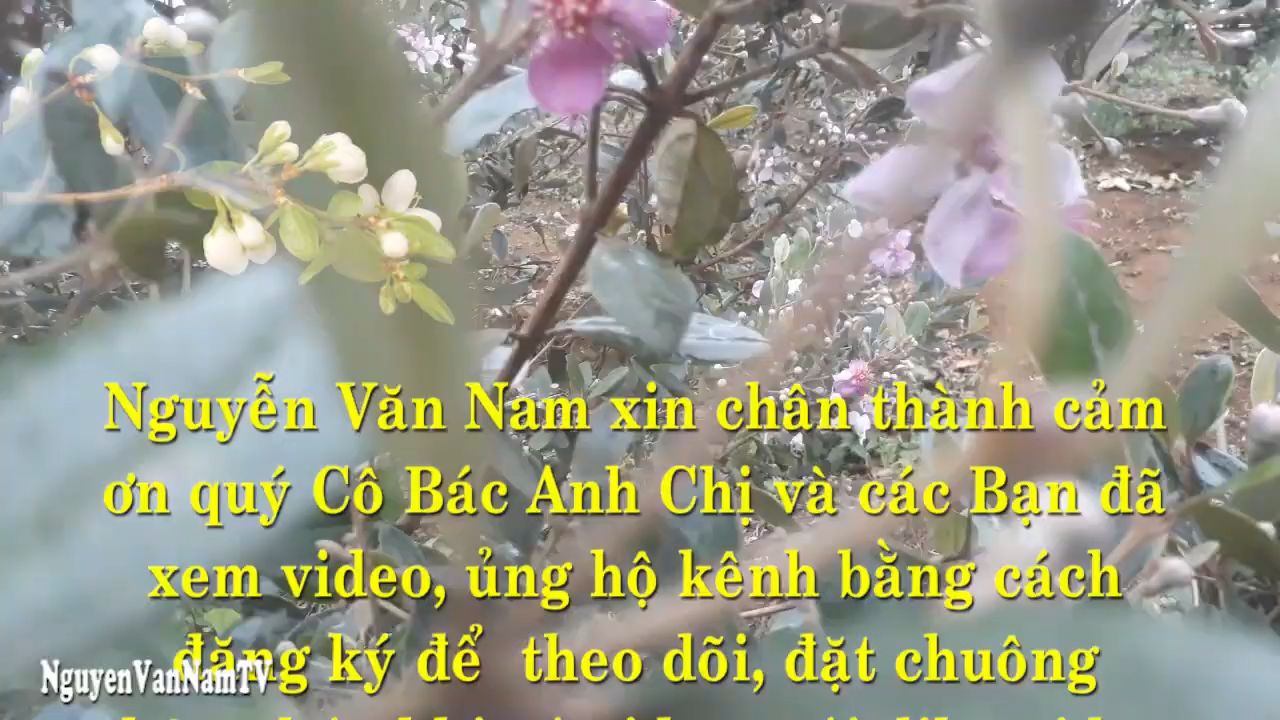 Nguyễn Văn Nam xin chân thành cảm
ơn quý Cô Bác Anh Chị và các Bạn đã
xem video, ủng hộ kênh bằng cách
đăng ký để theo dõi, đặt chuông
NguyenVanNamTV